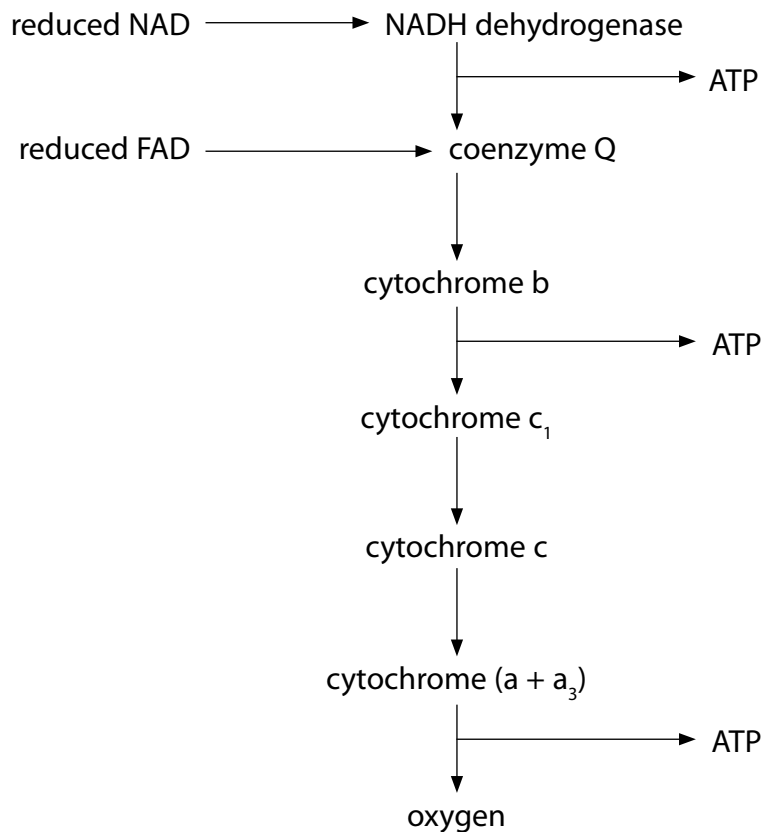 reduced NAD NADH dehydrogenase
ATP
reduced FAD coenzyme Q
cytochrome b
ATP
cytochrome c₁
cytochrome c
cytochrome (a + a₃)
ATP
oxygen